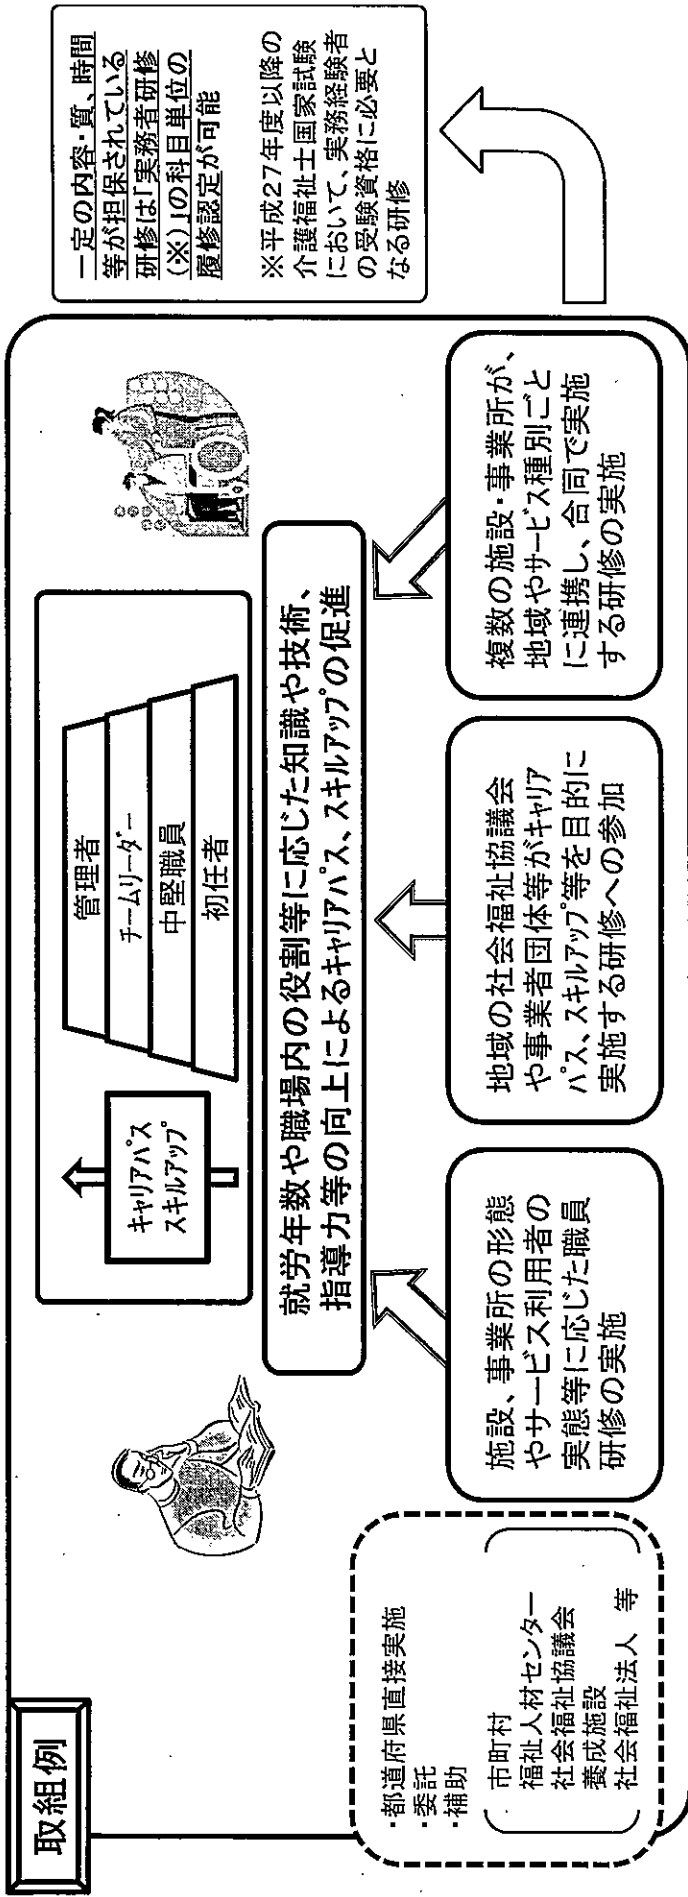 取組例
・都道府県直接実施
・委託
・補助
市町村
福祉人材センター
社会福祉協議会
養成施設
社会福祉法人 等
キャリアパス
スキルアップ
管理者
チームリーダー
中堅職員
初任者
就労年数や職場内の役割等に応じた知識や技術、
指導力等の向上によるキャリアパス、スキルアップの促進
施設、事業所の形態
やサービス利用者の
実態等に応じた職員
研修の実施
地域の社会福祉協議会
や事業者団体等がキャリア
パス、スキルアップ等を目的に
実施する研修への参加
複数の施設・事業所が、
地域やサービス種別ごと
に連携し、合同で実施
する研修の実施
一定の内容・質、時間
等が担保されている
研修は「実務者研修
(※)」の科目単位の
履修認定が可能
※平成27年度以降の
介護福祉士国家試験
において、実務経験者
の受験資格に必要と
なる研修